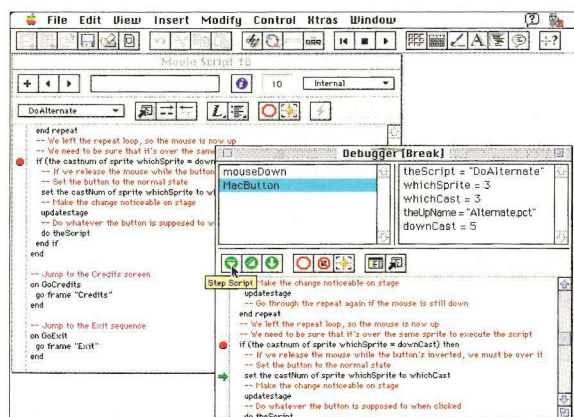 File Edit View Insert Modify Control Xtras Window
Movie Script 10
10 Internal
DoAlternate
end repeat
-- We left the repeat loop, so the mouse is now up
-- We need to be sure that it's over the same
if (the castnum of sprite whichSprite = down
-- If we release the mouse while the button
-- Set the button to the normal state
set the castNum of sprite whichSprite to w
-- Make the change noticeable on stage
updatestage
-- Do whatever the button is supposed to w
do theScript
end if
end
-- Jump to the Credits screen
on GoCredits
go frame "Credits"
end
-- Jump to the Exit sequence
on GoExit
go frame "Exit"
end
Debugger (Break)
mouseDown
MacButton
theScript = "DoAlternate"
whichSprite = 3
whichCast = 3
theUpName = "Alternate.pct"
downCast = 5
Step Script
Make the change noticeable on stage
updatestage
-- Go through the repeat again if the mouse is still down
end repeat
-- We left the repeat loop, so the mouse is now up
-- We need to be sure that it's over the same sprite to execute the script
if (the castnum of sprite whichSprite = downCast) then
-- If we release the mouse while the button's inverted, we must be over it
-- Set the button to the normal state
set the castNum of sprite whichSprite to whichCast
-- Make the change noticeable on stage
updatestage
-- Do whatever the button is supposed to when clicked
do theScript